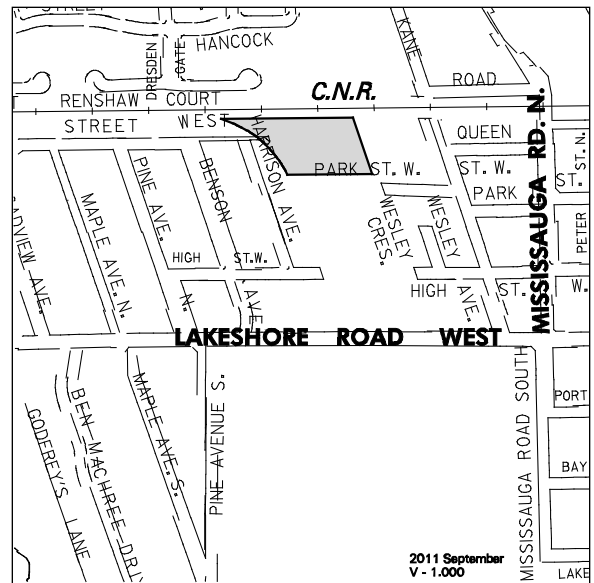 STREET
DRESDEN
GATE
HANCOCK
KANE
ROAD
T
RENSHAW COURT
C.N.R.
STREET WEST
QUEEN
MISSISSAUGA RD. N.
HARRISON AVE.
PARK ST. W.
ST. W.
PARK
ST.
ST. N.
PETER
PINE AVE.
BENSON
MAPLE AVE. N.
ADVIEW AVE.
WESLEY
CRES.
WESLEY
AVE.
HIGH ST.W.
N.
AVE.
HIGH ST. W.
LAKESHORE ROAD WEST
GODFREY'S LANE
BEN MACHREE DRI
MAPLE AVE. S.
PINE AVENUE S.
MISSISSAUGA ROAD SOUTH
PORT
BAY
LAKE
2011 September
V - 1.000